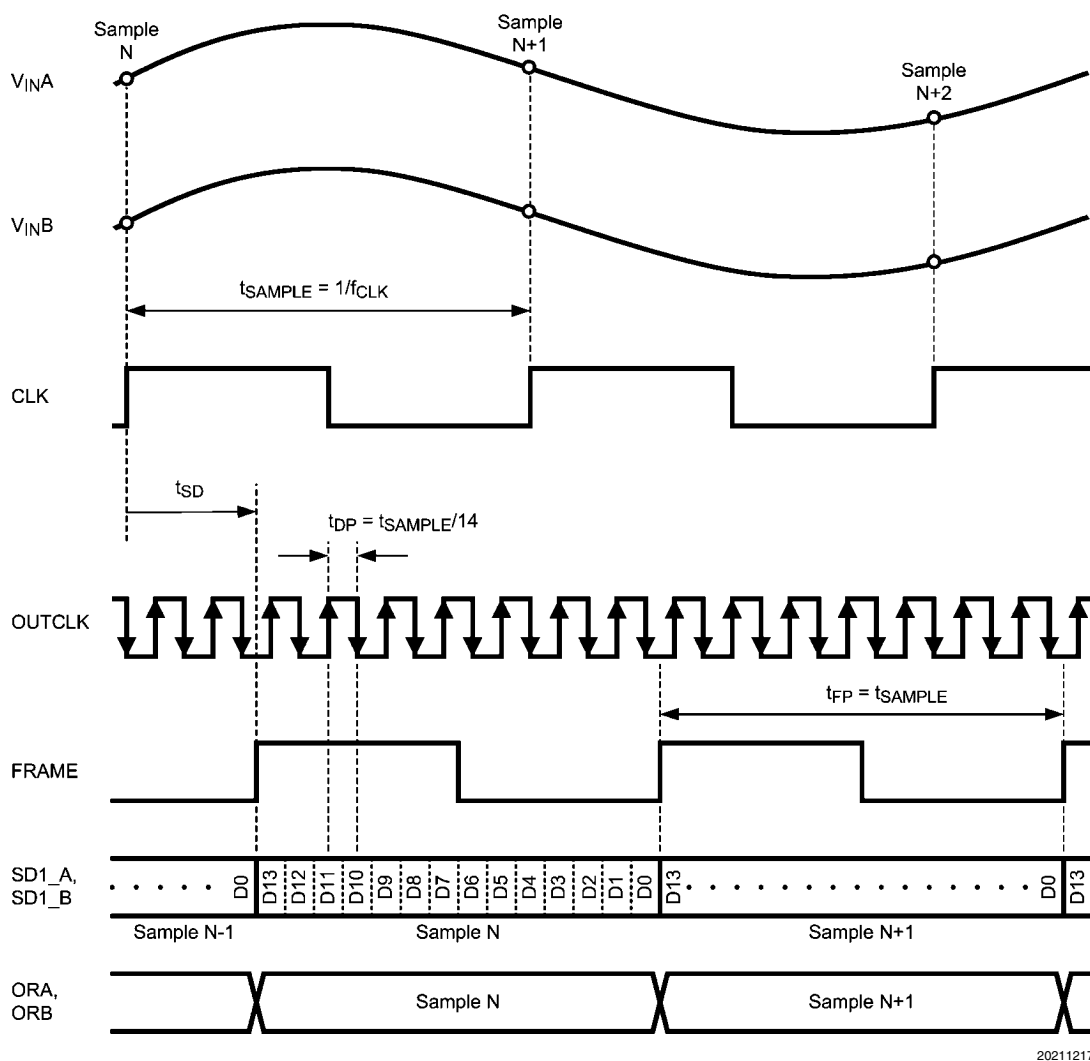 Sample
N
Sample
N+1
Sample
N+2
VINA
VINB
tSAMPLE = 1/fCLK
CLK
tSD
tDP = tSAMPLE/14
OUTCLK
tFP = tSAMPLE
FRAME
SD1_A,
SD1_B
D0 D13 D12 D11 D10 D9 D8 D7 D6 D5 D4 D3 D2 D1 D0 D13 D0 D13
Sample N-1 Sample N Sample N+1
ORA,
ORB
Sample N Sample N+1
20211217